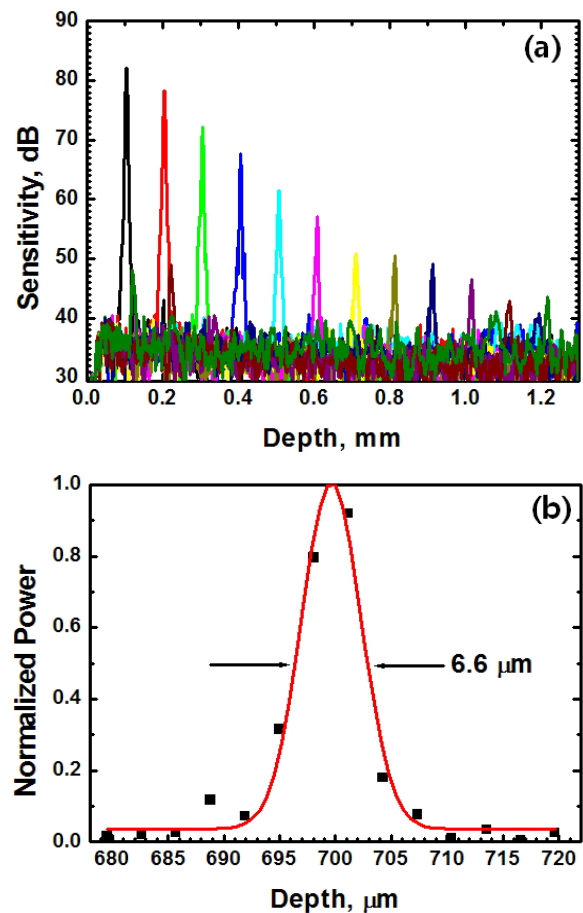 (a)
Sensitivity, dB
90
80
70
60
50
40
30
0.0 0.2 0.4 0.6 0.8 1.0 1.2
Depth, mm
(b)
Normalized Power
1.0
0.8
0.6
0.4
0.2
0.0
6.6 μm
680 685 690 695 700 705 710 715 720
Depth, μm